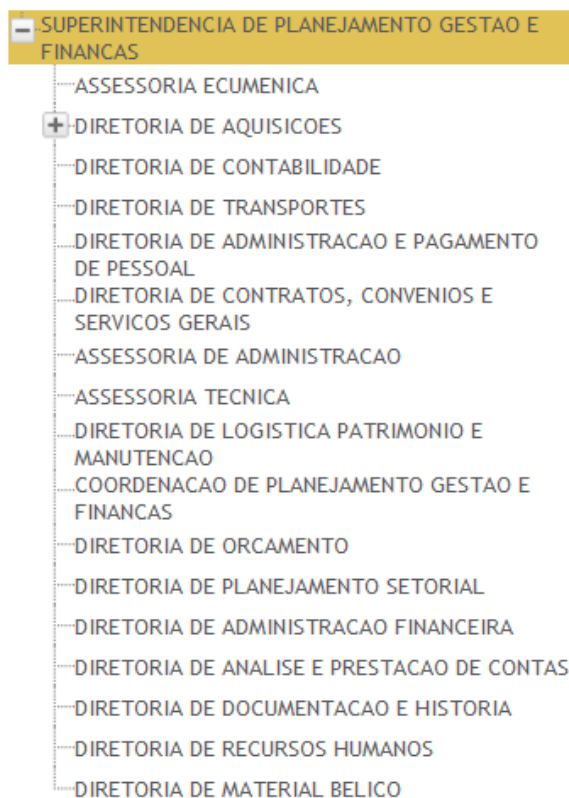 SUPERINTENDENCIA DE PLANEJAMENTO GESTAO E
FINANCAS
ASSESSORIA ECUMENICA
DIRETORIA DE AQUISICOES
DIRETORIA DE CONTABILIDADE
DIRETORIA DE TRANSPORTES
DIRETORIA DE ADMINISTRACAO E PAGAMENTO
DE PESSOAL
DIRETORIA DE CONTRATOS, CONVENIOS E
SERVICOS GERAIS
ASSESSORIA DE ADMINISTRACAO
ASSESSORIA TECNICA
DIRETORIA DE LOGISTICA PATRIMONIO E
MANUTENCAO
COORDENACAO DE PLANEJAMENTO GESTAO E
FINANCAS
DIRETORIA DE ORCAMENTO
DIRETORIA DE PLANEJAMENTO SETORIAL
DIRETORIA DE ADMINISTRACAO FINANCEIRA
DIRETORIA DE ANALISE E PRESTACAO DE CONTAS
DIRETORIA DE DOCUMENTACAO E HISTORIA
DIRETORIA DE RECURSOS HUMANOS
DIRETORIA DE MATERIAL BELICO